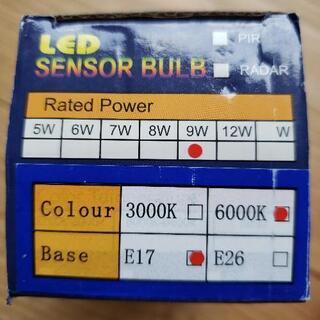 LED
PIR
SENSOR BULB
RADAR
Rated Power
5W 6W 7W 8W 9W 12W W
Colour 3000K 6000K
Base E17 E26